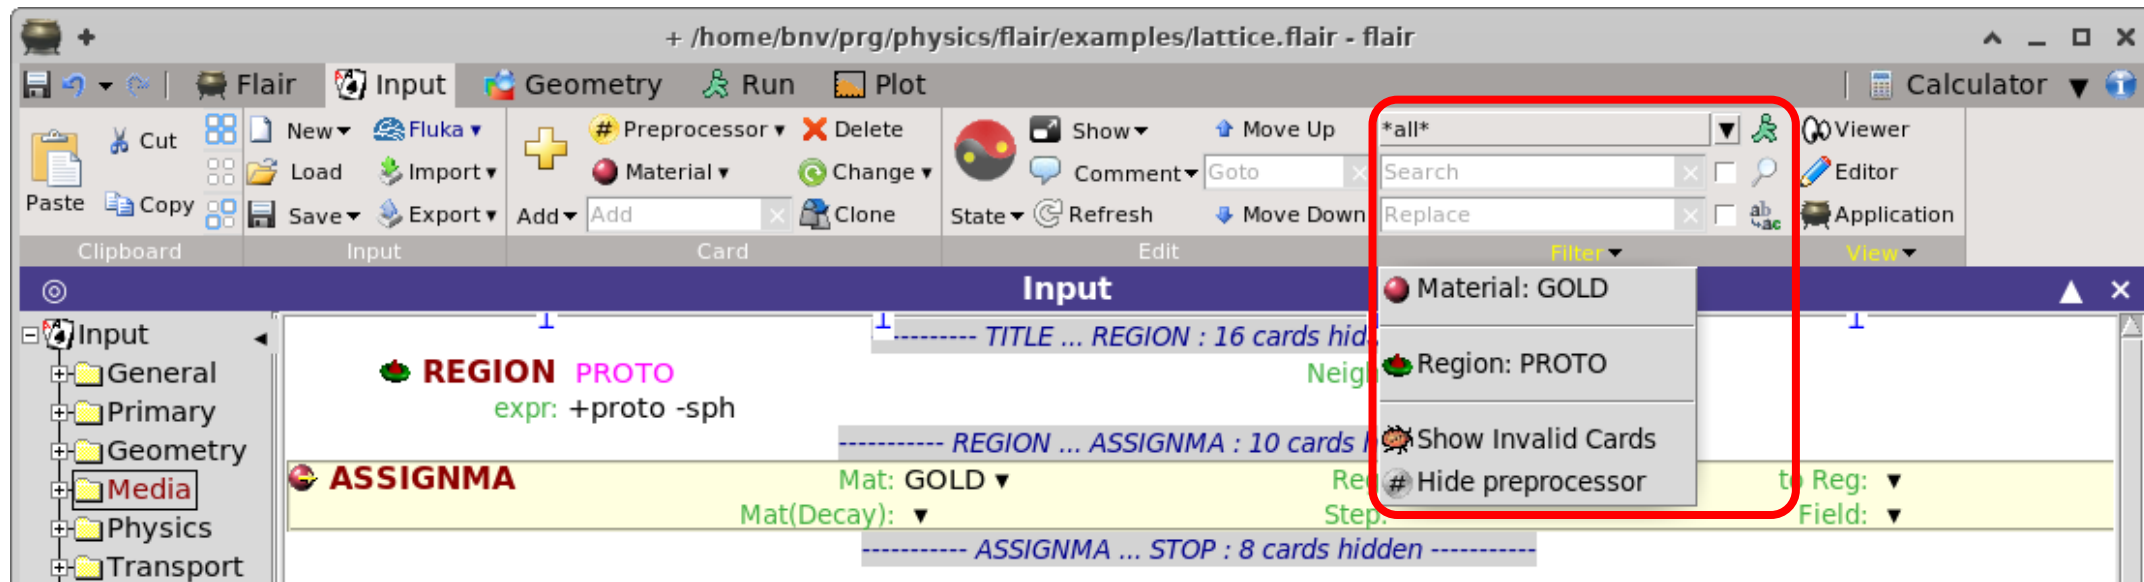 + /home/bnv/prg/physics/flair/examples/lattice.flair - flair
Flair Input Geometry Run Plot Calculator
Cut New Fluka Preprocessor Delete Show Move Up *all* Viewer
Load Import Material Change Comment Goto Search Editor
Paste Copy Save Export Add Add Clone State Refresh Move Down Replace Application
Clipboard Input Card Edit Filter View
Input
Material: GOLD
Region: PROTO
Show Invalid Cards
# Hide preprocessor
Input
General
Primary
Geometry
Media
Physics
Transport
--------- TITLE ... REGION : 16 cards
REGION PROTO
expr: +proto -sph
----------- REGION ... ASSIGNMA : 10 cards
ASSIGNMA Mat: GOLD to Reg:
Mat(Decay): Step: Field:
----------- ASSIGNMA ... STOP : 8 cards hidden -----------